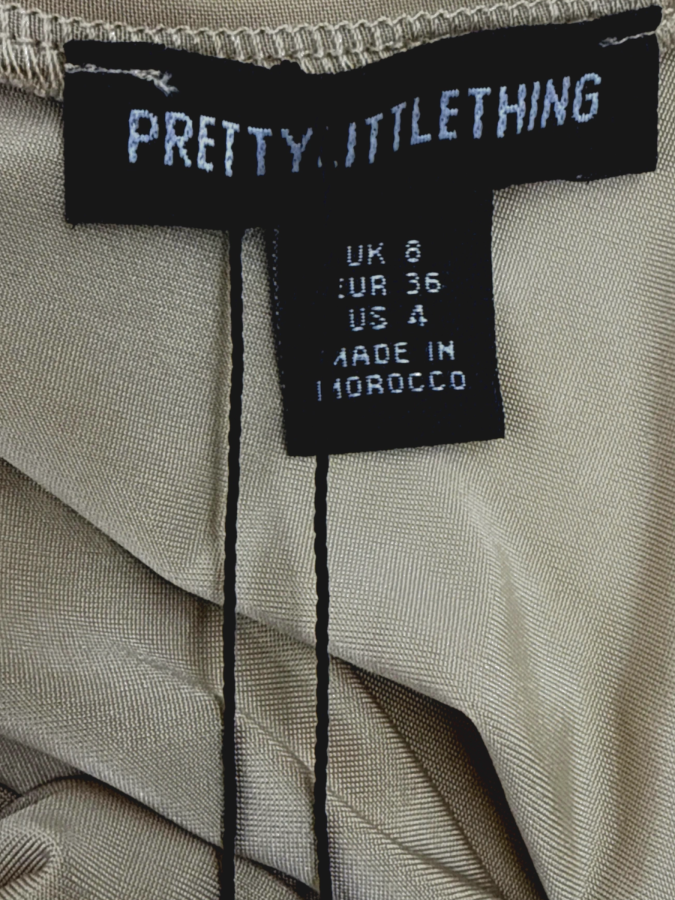 PRETTYLITTLETHING
UK 8
EUR 36
US 4
MADE IN
MOROCCO